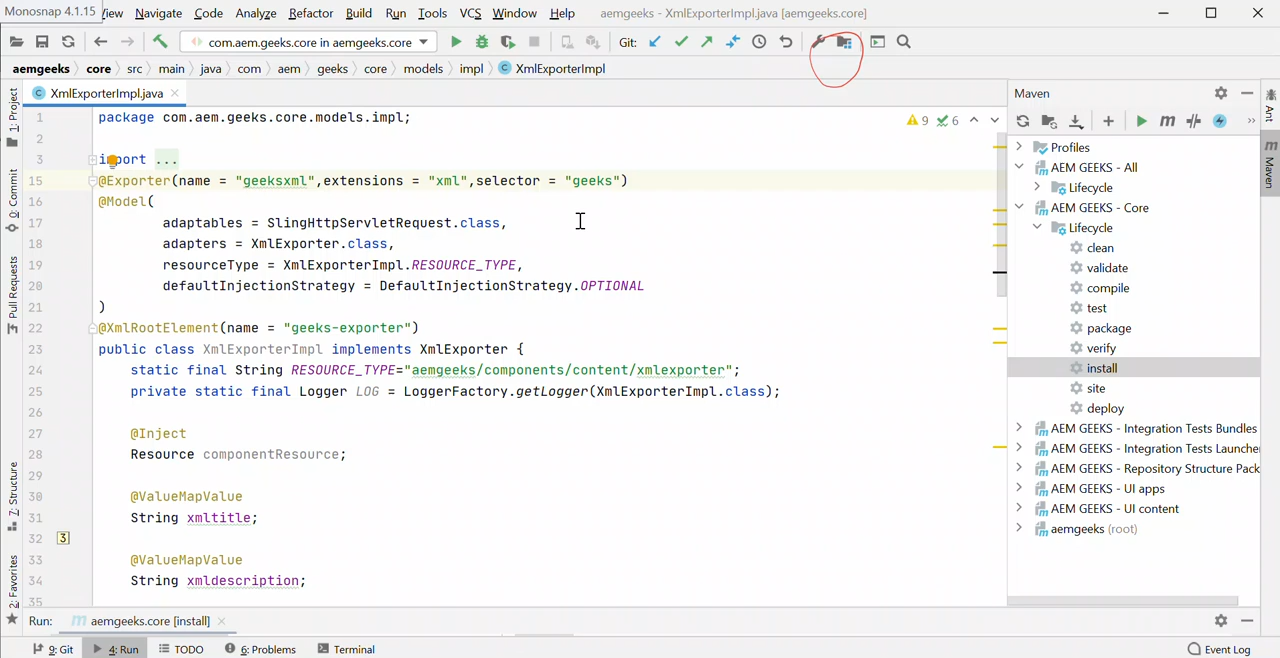 Monosnap 4.1.15 View Navigate Code Analyze Refactor Build Run Tools VCS Window Help aemgeeks - XmlExporterImpl.java [aemgeeks.core]
com.aem.geeks.core in aemgeeks.core Git:
aemgeeks core src main java com aem geeks core models impl C XmlExporterImpl
1: Project
0: Commit
Pull Requests
7: Structure
2: Favorites
C XmlExporterImpl.java
9 6
1 package com.aem.geeks.core.models.impl;
2
3 import ...
15 @Exporter(name = "geeksxml",extensions = "xml",selector = "geeks")
16 @Model(
17 adaptables = SlingHttpServletRequest.class,
18 adapters = XmlExporter.class,
19 resourceType = XmlExporterImpl.RESOURCE_TYPE,
20 defaultInjectionStrategy = DefaultInjectionStrategy.OPTIONAL
21 )
22 @XmlRootElement(name = "geeks-exporter")
23 public class XmlExporterImpl implements XmlExporter {
24 static final String RESOURCE_TYPE="aemgeeks/components/content/xmlexporter";
25 private static final Logger LOG = LoggerFactory.getLogger(XmlExporterImpl.class);
26
27 @Inject
28 Resource componentResource;
29
30 @ValueMapValue
31 String xmltitle;
32 3
33 @ValueMapValue
34 String xmldescription;
35
Maven
m
Profiles
AEM GEEKS - All
Lifecycle
AEM GEEKS - Core
Lifecycle
clean
validate
compile
test
package
verify
install
site
deploy
AEM GEEKS - Integration Tests Bundles
AEM GEEKS - Integration Tests Launche
AEM GEEKS - Repository Structure Pack
AEM GEEKS - UI apps
AEM GEEKS - UI content
aemgeeks (root)
Ant
m Maven
Run: m aemgeeks.core [install]
9: Git 4: Run TODO 6: Problems Terminal Event Log